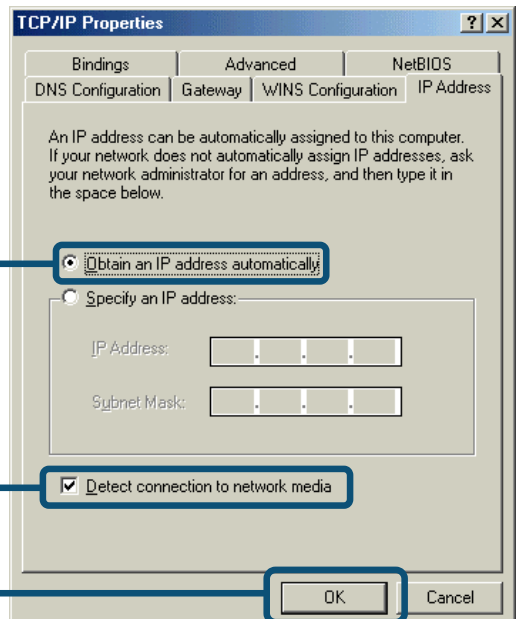 TCP/IP Properties
? ×
Bindings Advanced NetBIOS
DNS Configuration Gateway WINS Configuration IP Address
An IP address can be automatically assigned to this computer.
If your network does not automatically assign IP addresses, ask
your network administrator for an address, and then type it in
the space below.
Obtain an IP address automatically
Specify an IP address:
IP Address: . . .
Subnet Mask: . . .
Detect connection to network media
OK Cancel